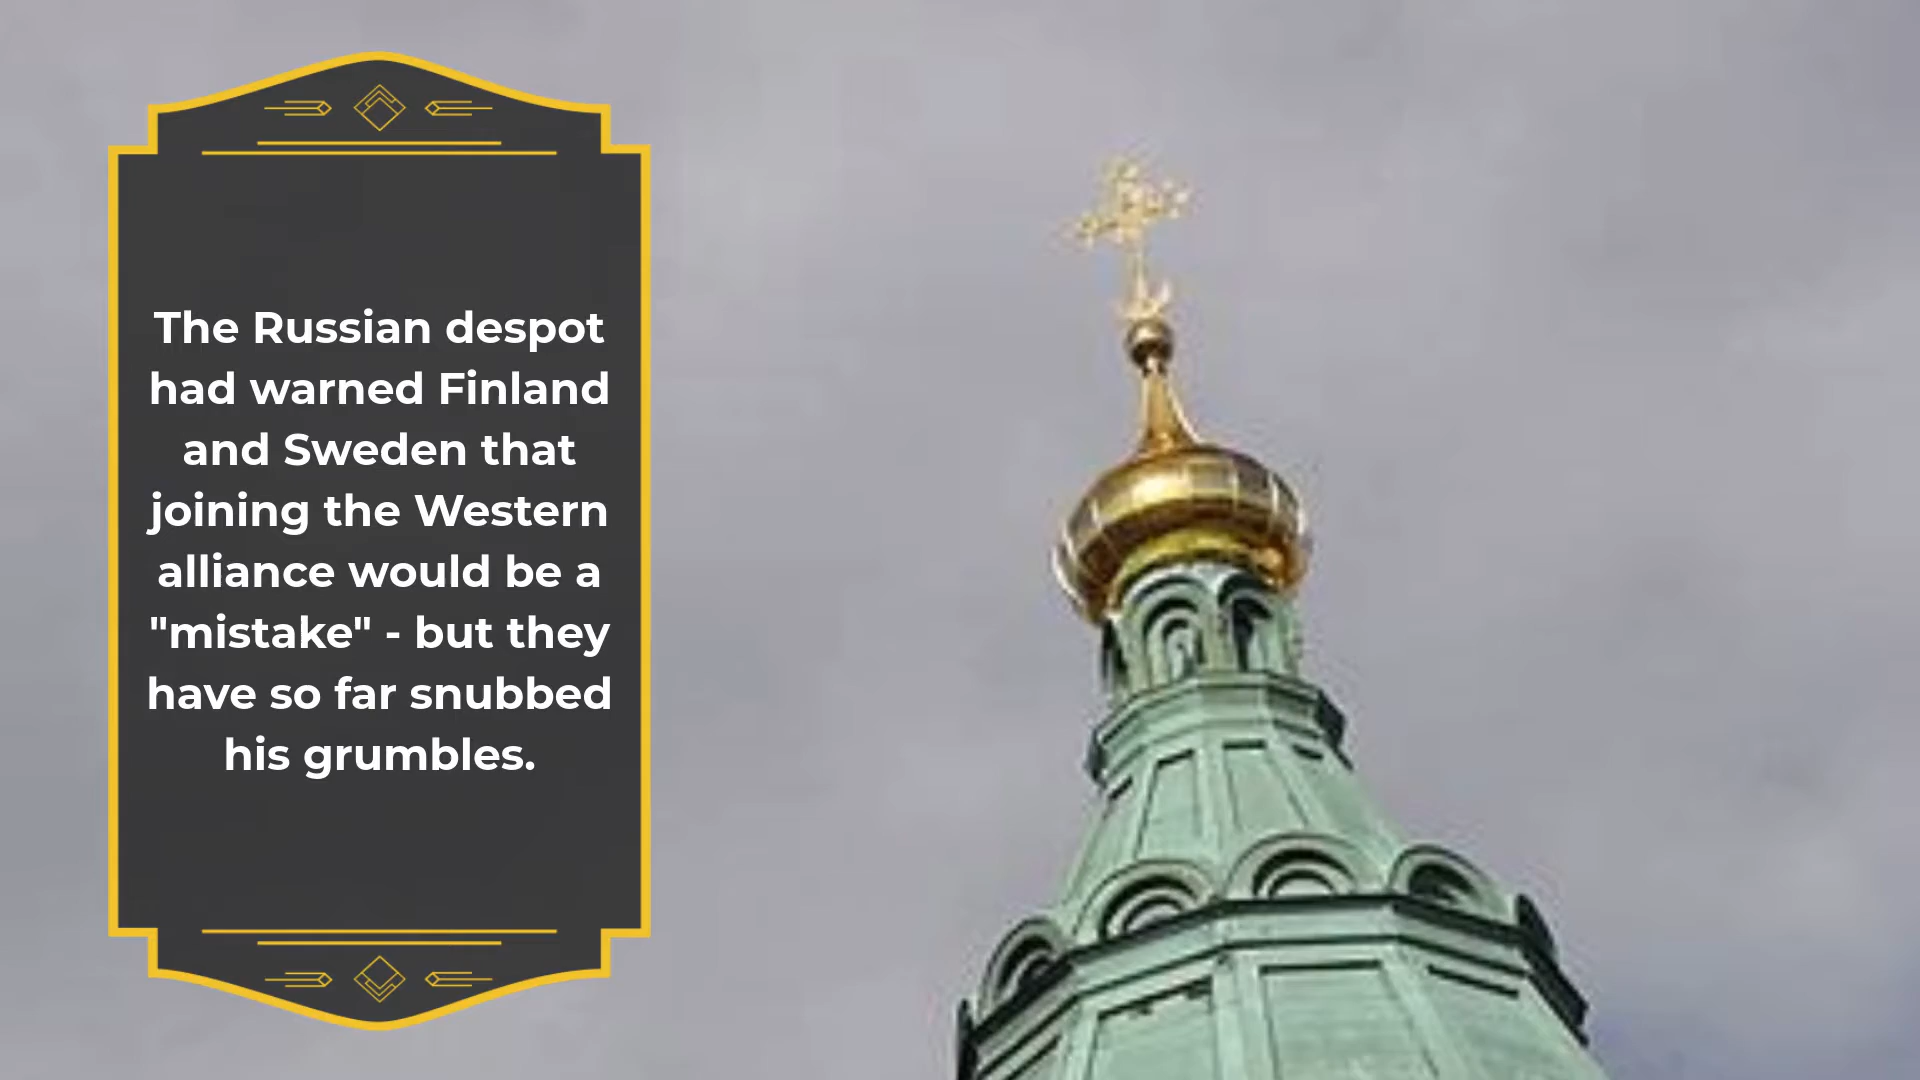 The Russian despot
had warned Finland
and Sweden that
joining the Western
alliance would be a
"mistake" - but they
have so far snubbed
his grumbles.